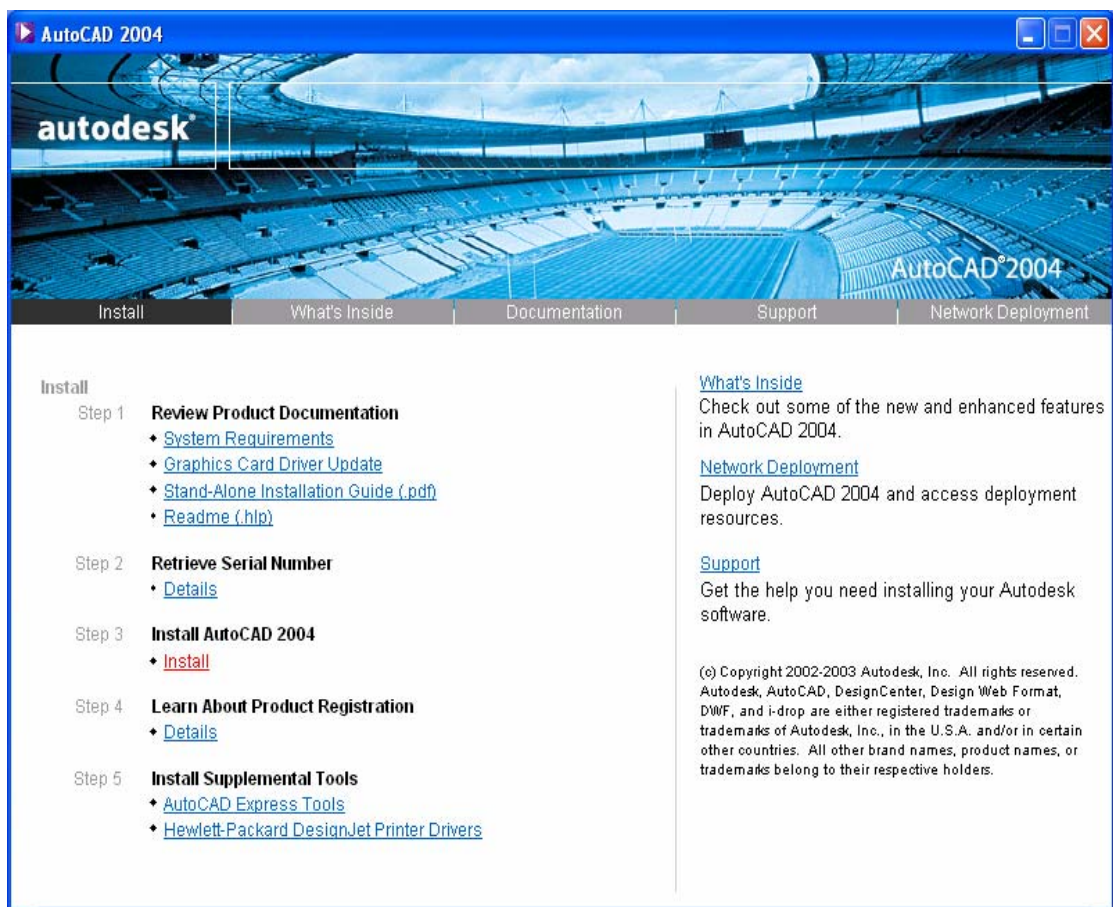 AutoCAD 2004
autodesk®
AutoCAD®2004
Install
What's Inside
Documentation
Support
Network Deployment
Install
Step 1 Review Product Documentation
System Requirements
Graphics Card Driver Update
Stand-Alone Installation Guide (.pdf)
Readme (.hlp)
Step 2 Retrieve Serial Number
Details
Step 3 Install AutoCAD 2004
Install
Step 4 Learn About Product Registration
Details
Step 5 Install Supplemental Tools
AutoCAD Express Tools
Hewlett-Packard DesignJet Printer Drivers
What's Inside
Check out some of the new and enhanced features
in AutoCAD 2004.
Network Deployment
Deploy AutoCAD 2004 and access deployment
resources.
Support
Get the help you need installing your Autodesk
software.
(c) Copyright 2002-2003 Autodesk, Inc. All rights reserved.
Autodesk, AutoCAD, DesignCenter, Design Web Format,
DWF, and i-drop are either registered trademarks or
trademarks of Autodesk, Inc., in the U.S.A. and/or in certain
other countries. All other brand names, product names, or
trademarks belong to their respective holders.